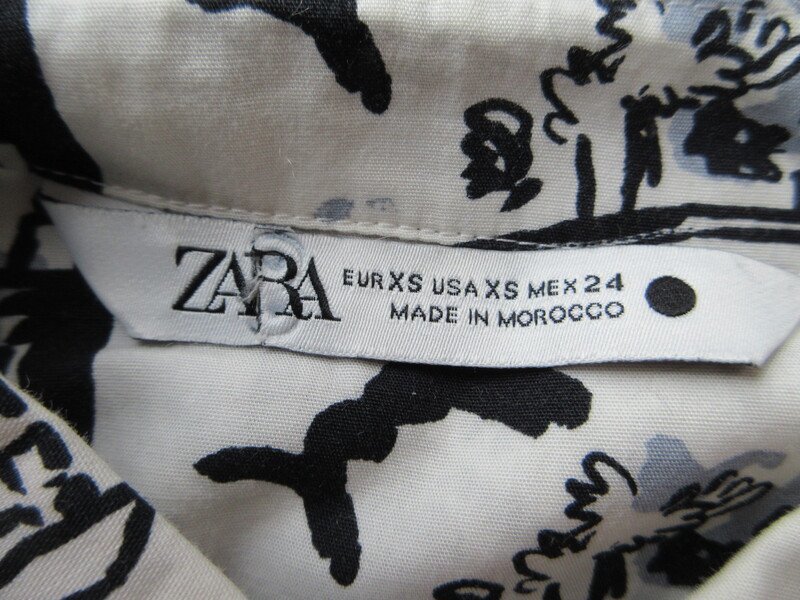 ZARA
EUR XS USA XS MEX 24
MADE IN MOROCCO